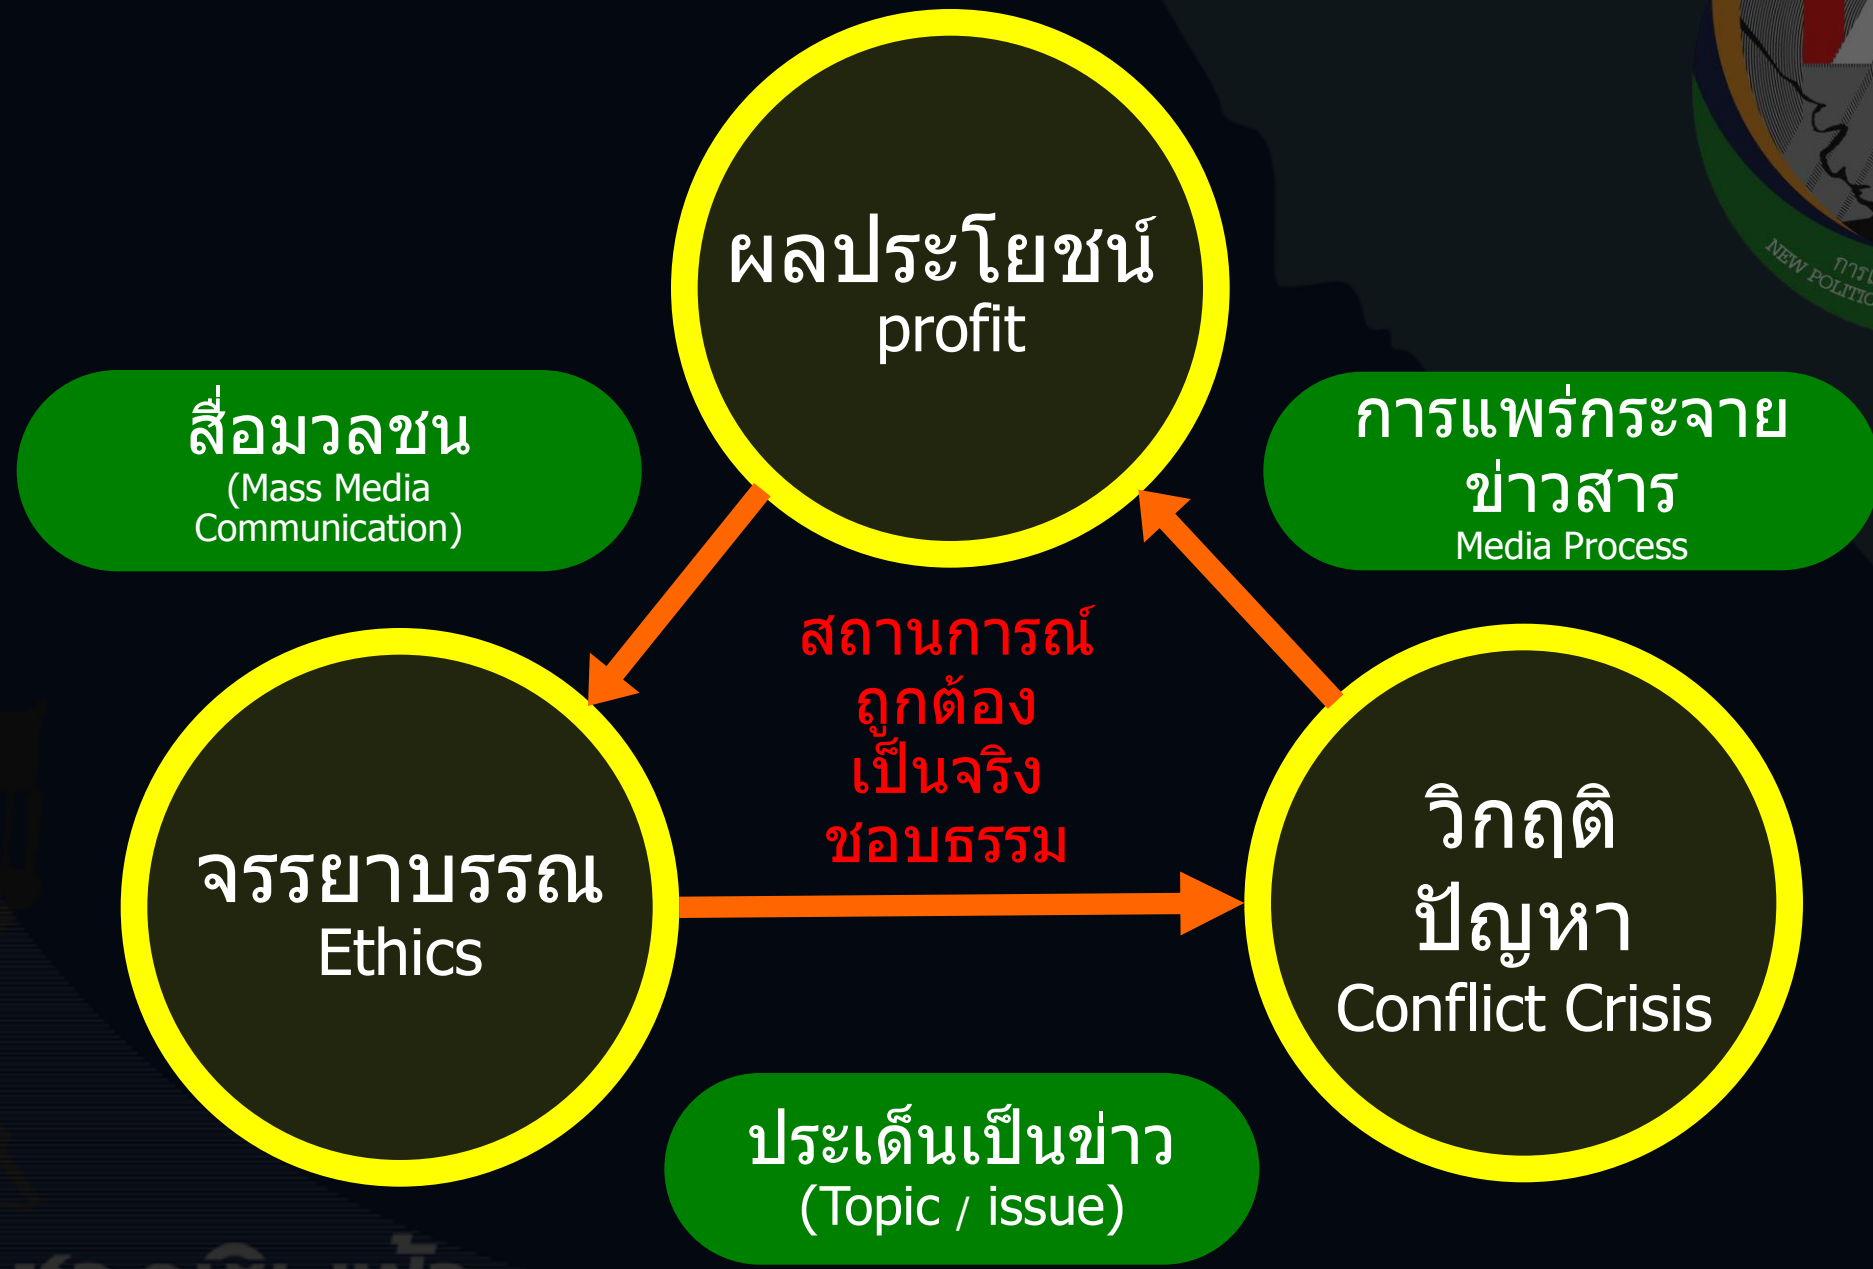 ผลประโยชน์
profit
สื่อมวลชน
(Mass Media
Communication)
การแพร่กระจาย
ข่าวสาร
Media Process
สถานการณ์
ถูกต้อง
เป็นจริง
ชอบธรรม
จรรยาบรรณ
Ethics
วิกฤติ
ปัญหา
Conflict Crisis
ประเด็นเป็นข่าว
(Topic / issue)
NEW